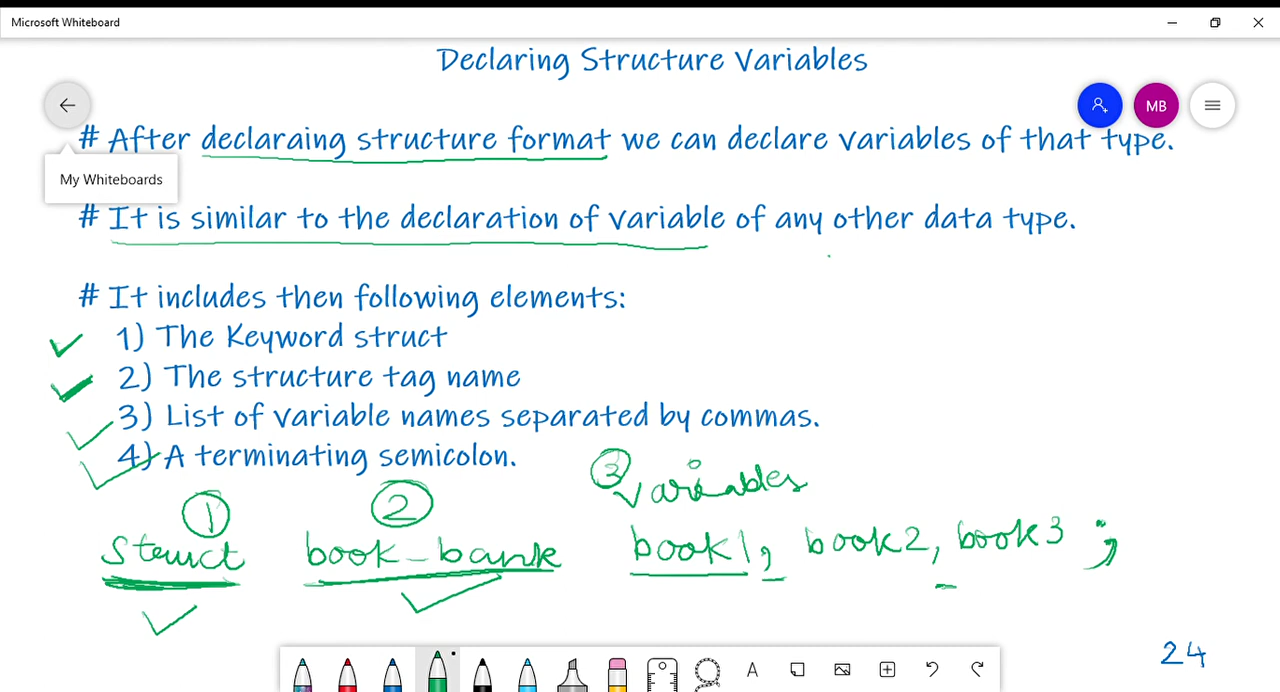 Microsoft Whiteboard
Declaring Structure Variables
MB
# After declaraing structure format we can declare variables of that type.
My Whiteboards
# It is similar to the declaration of variable of any other data type.
# It includes then following elements:
1) The Keyword struct
2) The structure tag name
3) List of variable names separated by commas.
4) A terminating semicolon.
1 2 3 variables
struct book_bank book1, book2, book3 ;
24
A